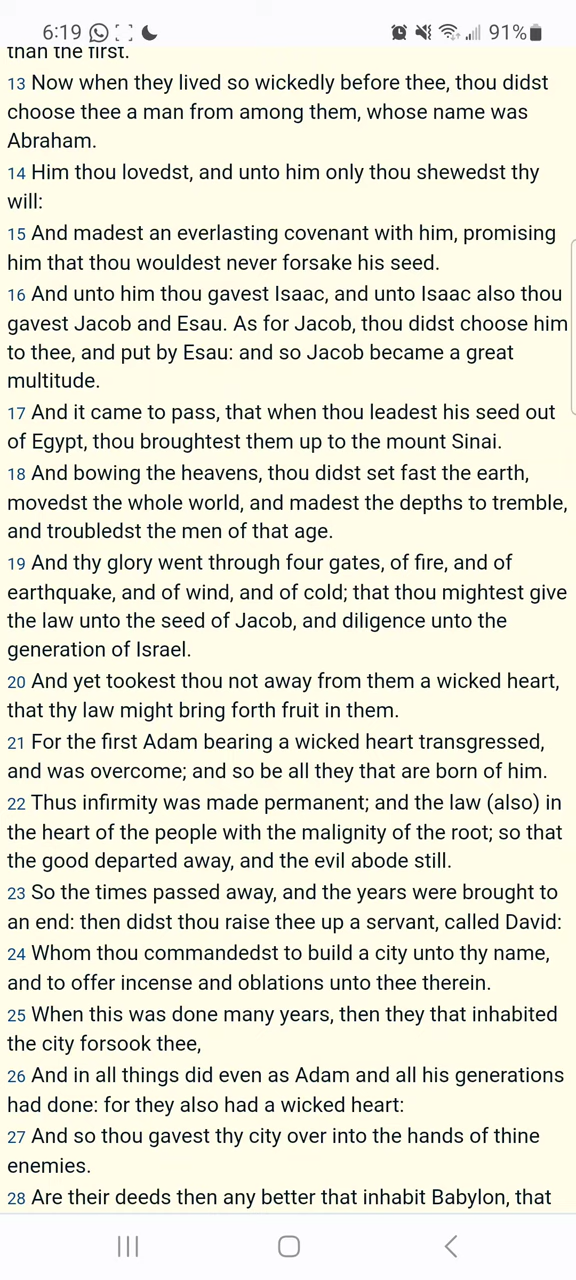 6:19 91%
than the first.
13 Now when they lived so wickedly before thee, thou didst
choose thee a man from among them, whose name was
Abraham.
14 Him thou lovedst, and unto him only thou shewedst thy
will:
15 And madest an everlasting covenant with him, promising
him that thou wouldest never forsake his seed.
16 And unto him thou gavest Isaac, and unto Isaac also thou
gavest Jacob and Esau. As for Jacob, thou didst choose him
to thee, and put by Esau: and so Jacob became a great
multitude.
17 And it came to pass, that when thou leadest his seed out
of Egypt, thou broughtest them up to the mount Sinai.
18 And bowing the heavens, thou didst set fast the earth,
movedst the whole world, and madest the depths to tremble,
and troubledst the men of that age.
19 And thy glory went through four gates, of fire, and of
earthquake, and of wind, and of cold; that thou mightest give
the law unto the seed of Jacob, and diligence unto the
generation of Israel.
20 And yet tookest thou not away from them a wicked heart,
that thy law might bring forth fruit in them.
21 For the first Adam bearing a wicked heart transgressed,
and was overcome; and so be all they that are born of him.
22 Thus infirmity was made permanent; and the law (also) in
the heart of the people with the malignity of the root; so that
the good departed away, and the evil abode still.
23 So the times passed away, and the years were brought to
an end: then didst thou raise thee up a servant, called David:
24 Whom thou commandedst to build a city unto thy name,
and to offer incense and oblations unto thee therein.
25 When this was done many years, then they that inhabited
the city forsook thee,
26 And in all things did even as Adam and all his generations
had done: for they also had a wicked heart:
27 And so thou gavest thy city over into the hands of thine
enemies.
28 Are their deeds then any better that inhabit Babylon, that